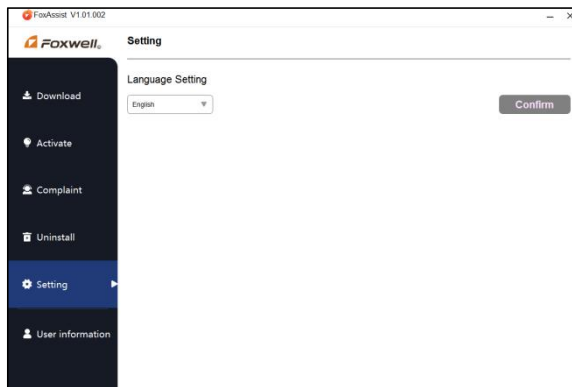 FoxAssist V1.01.002
FOXWELL®
Setting
Language Setting
English
Confirm
Download
Activate
Complaint
Uninstall
Setting
User information